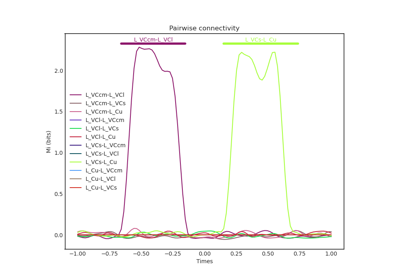 Pairwise connectivity
L_VCcm-L_VCl
L_VCs-L_Cu
2.0
1.5
1.0
0.5
0.0
MI (bits)
L_VCcm-L_VCl
L_VCcm-L_VCs
L_VCcm-L_Cu
L_VCl-L_VCcm
L_VCl-L_VCs
L_VCl-L_Cu
L_VCs-L_VCcm
L_VCs-L_VCl
L_VCs-L_Cu
L_Cu-L_VCcm
L_Cu-L_VCl
L_Cu-L_VCs
−1.00 −0.75 −0.50 −0.25 0.00 0.25 0.50 0.75 1.00
Times